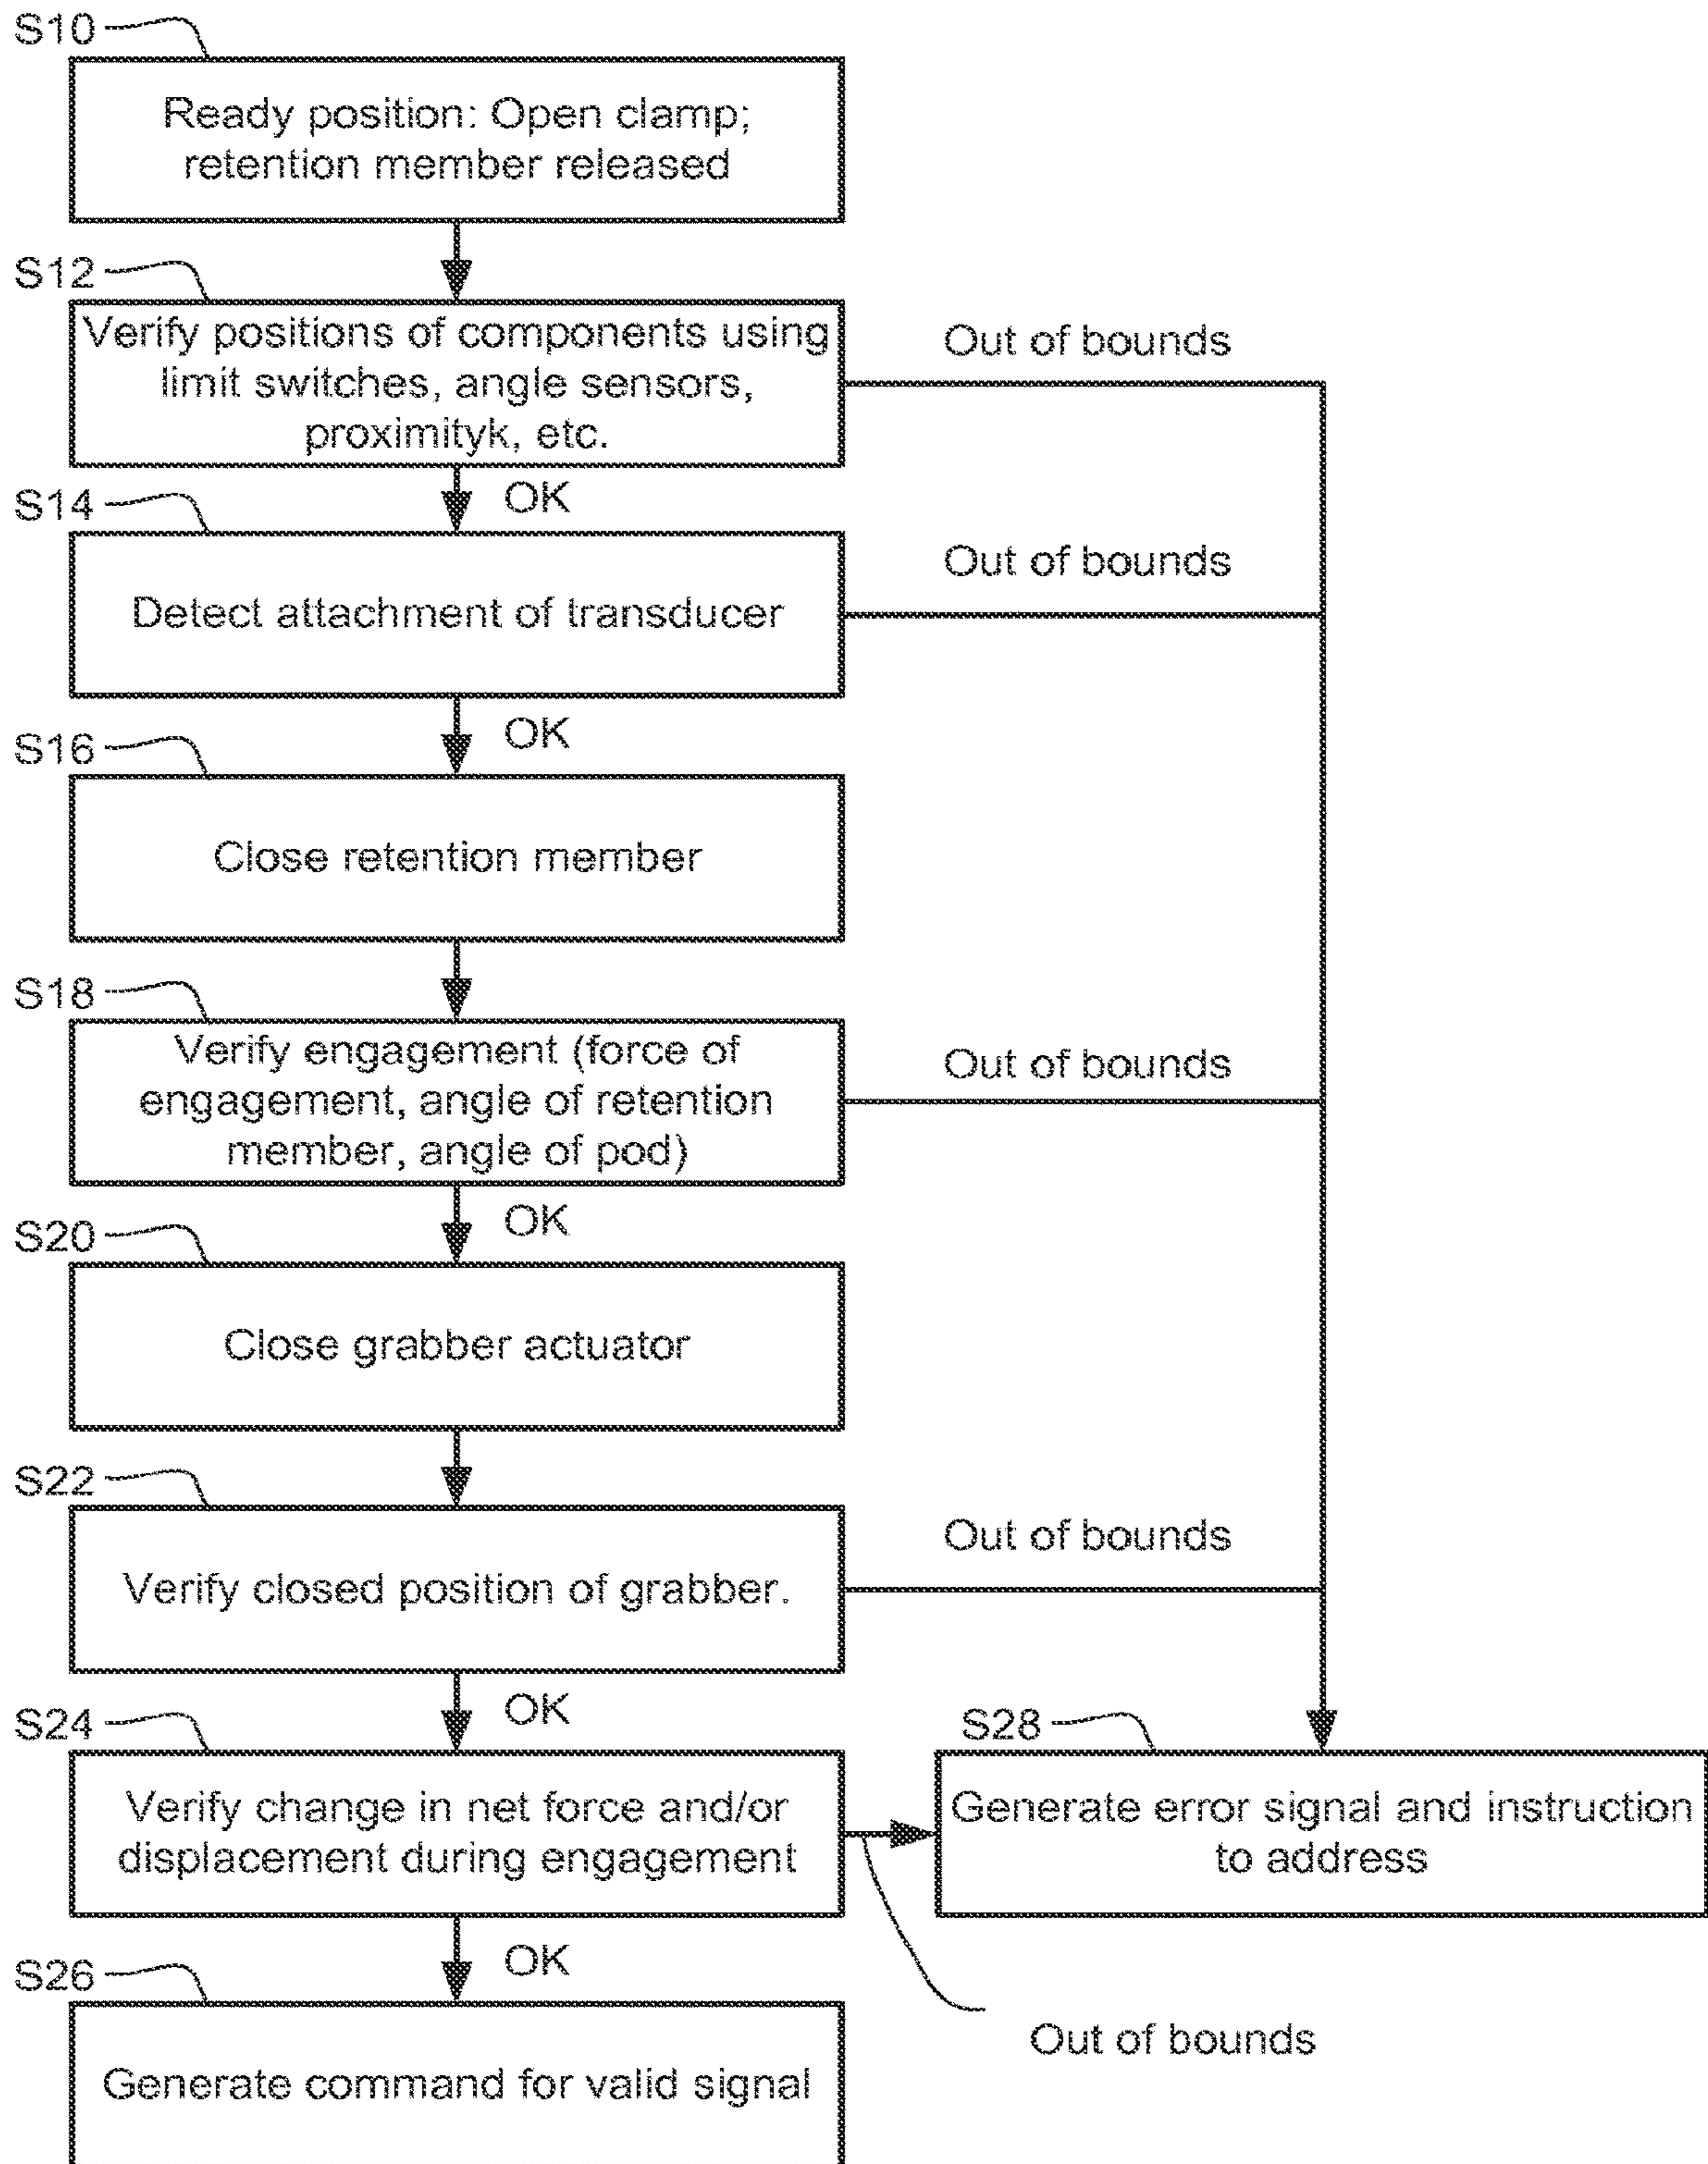 S10
Ready position: Open clamp;
retention member released
S12
Verify positions of components using
limit switches, angle sensors,
proximityk, etc.
Out of bounds
OK
S14
Detect attachment of transducer
Out of bounds
OK
S16
Close retention member
S18
Verify engagement (force of
engagement, angle of retention
member, angle of pod)
Out of bounds
OK
S20
Close grabber actuator
S22
Verify closed position of grabber.
Out of bounds
OK
S24
Verify change in net force and/or
displacement during engagement
S28
Generate error signal and instruction
to address
OK
Out of bounds
S26
Generate command for valid signal